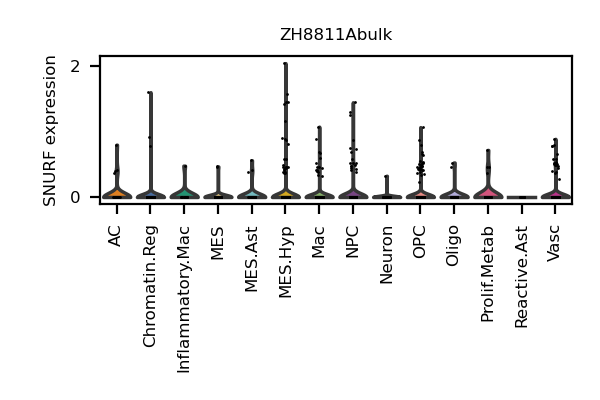 ZH8811Abulk
SNURF expression
2
0
AC
Chromatin.Reg
Inflammatory.Mac
MES
MES.Ast
MES.Hyp
Mac
NPC
Neuron
OPC
Oligo
Prolif.Metab
Reactive.Ast
Vasc